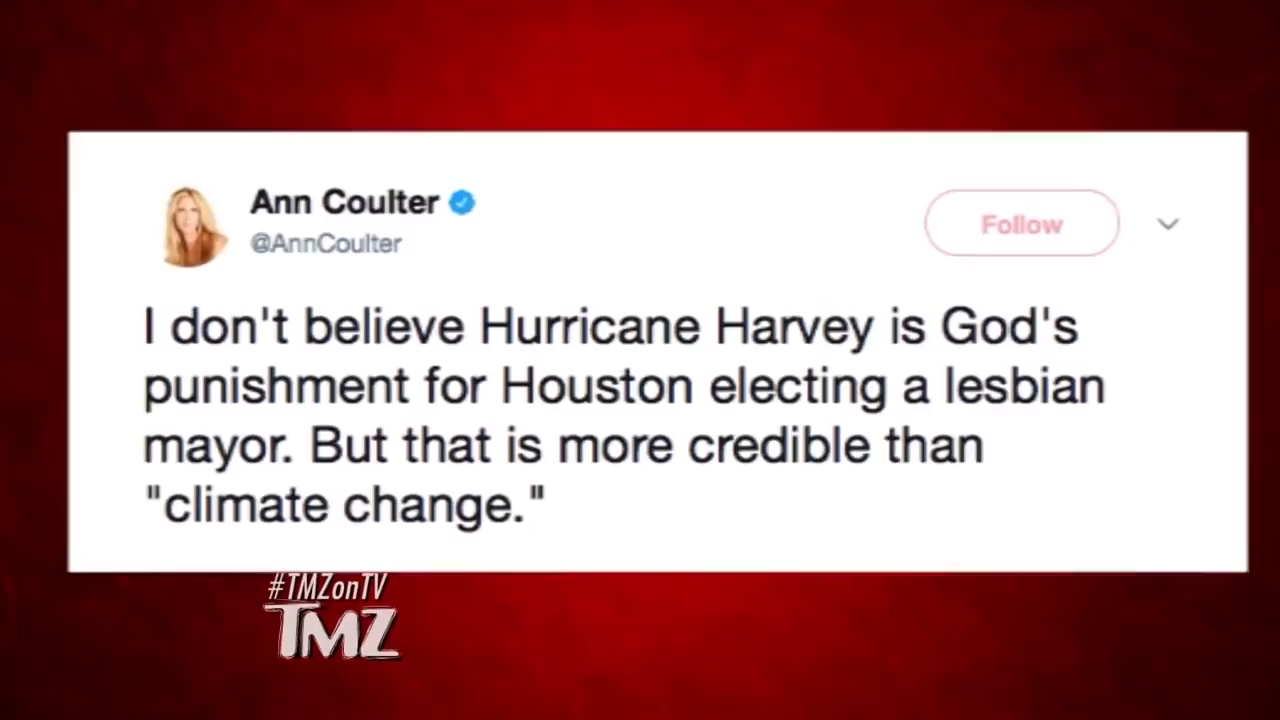 Ann Coulter
@AnnCoulter
Follow
I don't believe Hurricane Harvey is God's
punishment for Houston electing a lesbian
mayor. But that is more credible than
"climate change."
#TMZonTV
TMZ